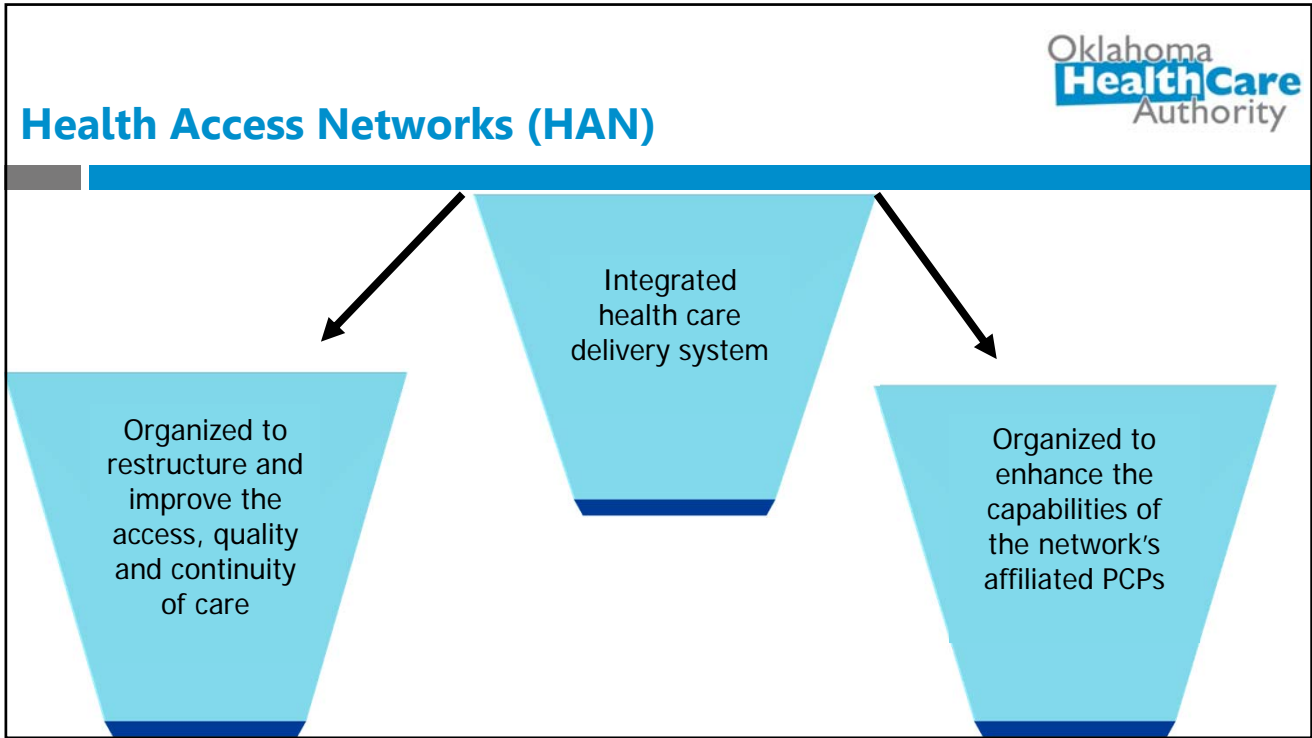 Oklahoma
HealthCare
Authority
Health Access Networks (HAN)
Integrated
health care
delivery system
Organized to
restructure and
improve the
access, quality
and continuity
of care
Organized to
enhance the
capabilities of
the network's
affiliated PCPs